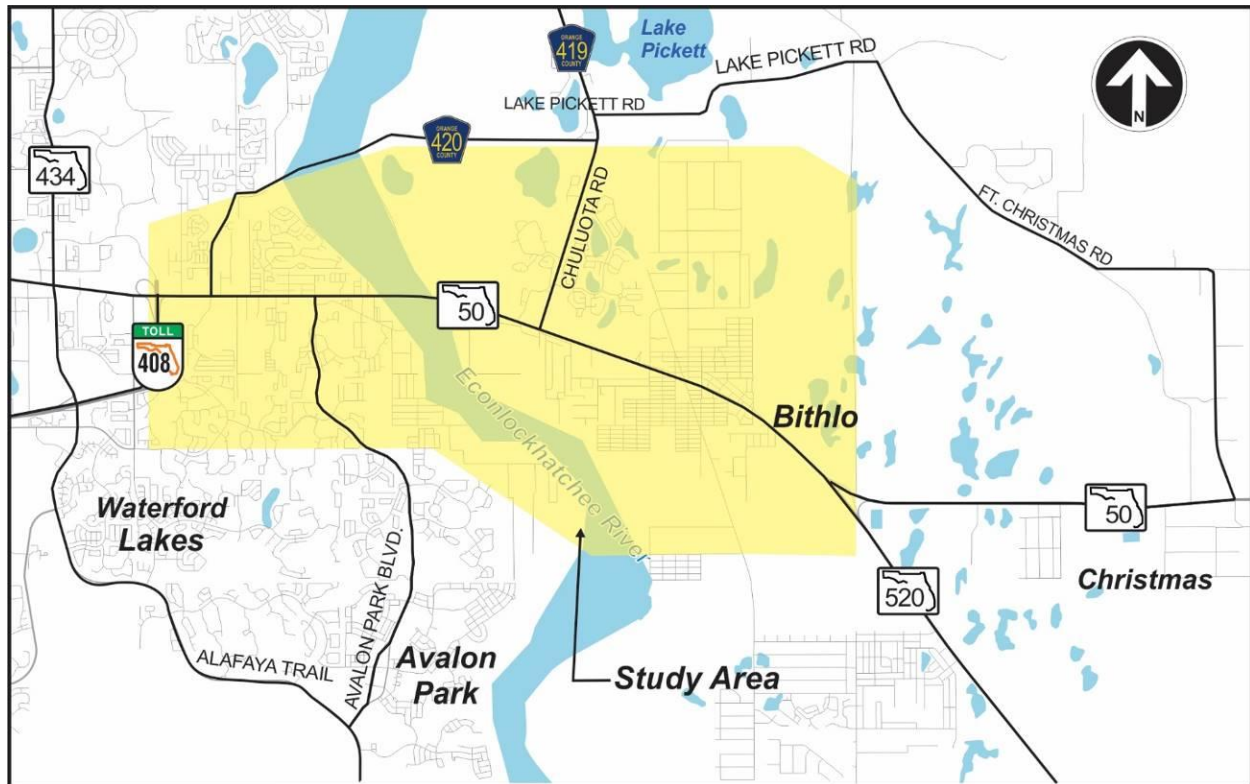 Lake
Pickett
ORANGE
419
COUNTY
LAKE PICKETT RD
LAKE PICKETT RD
N
ORANGE
420
COUNTY
434
FT. CHRISTMAS RD
CHULUOTA RD
50
TOLL
408
Econlockhatchee River
Bithlo
Waterford
Lakes
50
AVALON PARK BLVD.
520
Christmas
ALAFAYA TRAIL
Avalon
Park
Study Area